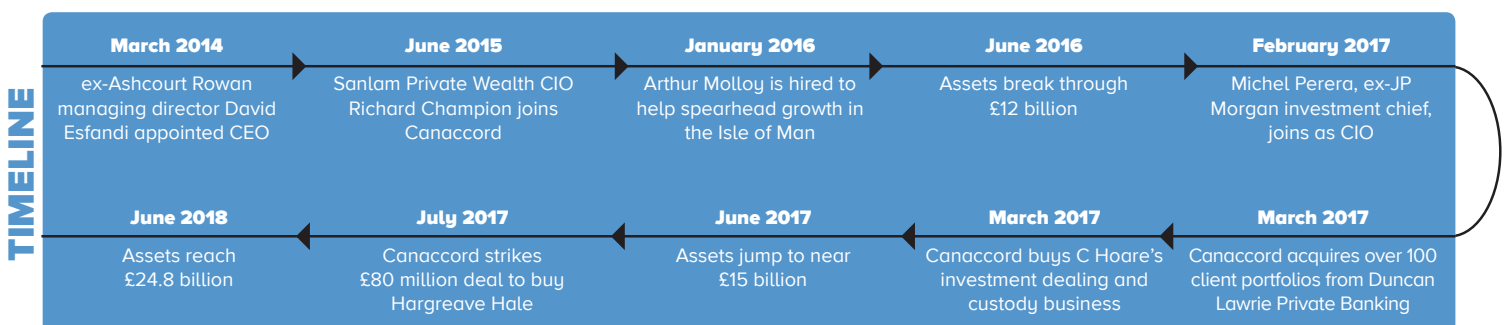 TIMELINE
March 2014
ex-Ashcourt Rowan
managing director David
Esfandi appointed CEO
June 2015
Sanlam Private Wealth CIO
Richard Champion joins
Canaccord
January 2016
Arthur Molloy is hired to
help spearhead growth in
the Isle of Man
June 2016
Assets break through
£12 billion
February 2017
Michel Perera, ex-JP
Morgan investment chief,
joins as CIO
March 2017
Canaccord acquires over 100
client portfolios from Duncan
Lawrie Private Banking
March 2017
Canaccord buys C Hoare’s
investment dealing and
custody business
June 2017
Assets jump to near
£15 billion
July 2017
Canaccord strikes
£80 million deal to buy
Hargreave Hale
June 2018
Assets reach
£24.8 billion